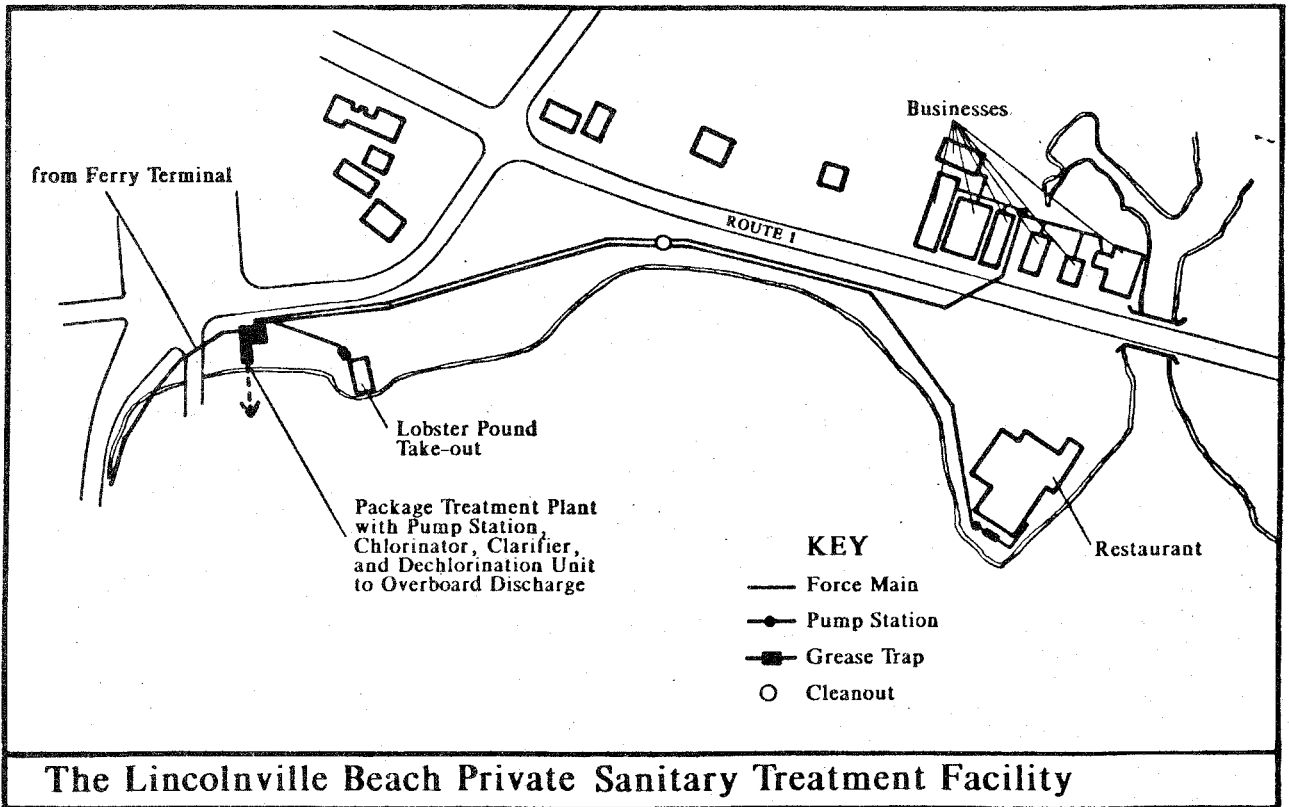 Businesses
from Ferry Terminal
ROUTE 1
Lobster Pound
Take-out
Package Treatment Plant
with Pump Station,
Chlorinator, Clarifier,
and Dechlorination Unit
to Overboard Discharge
Restaurant
KEY
Force Main
Pump Station
Grease Trap
Cleanout
The Lincolnville Beach Private Sanitary Treatment Facility